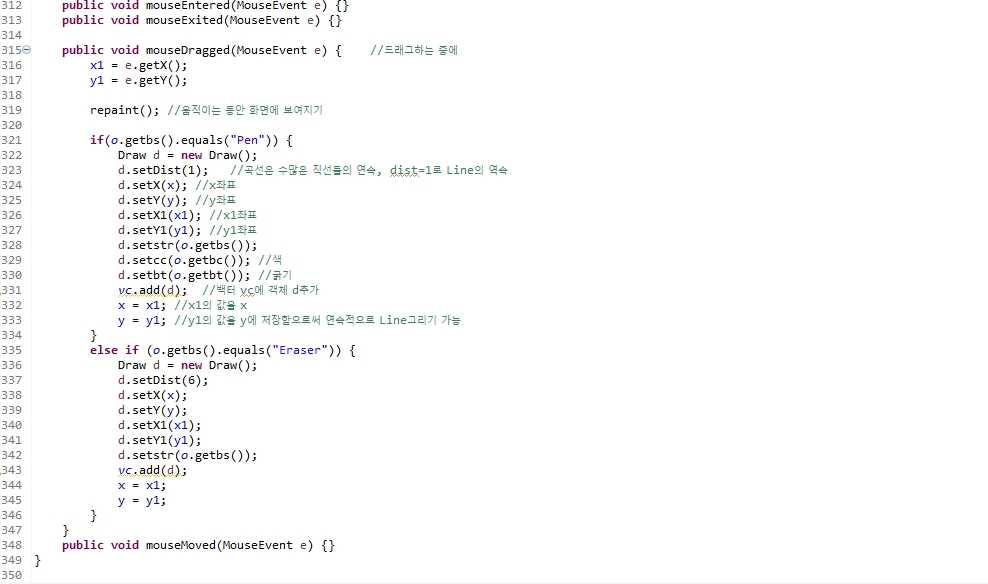 312 public void mouseEntered(MouseEvent e) {}
313 public void mouseExited(MouseEvent e) {}
314
315 public void mouseDragged(MouseEvent e) { //드래그하는 중에
316 x1 = e.getX();
317 y1 = e.getY();
318
319 repaint(); //움직이는 동안 화면에 보여지기
320
321 if(o.getbs().equals("Pen")) {
322 Draw d = new Draw();
323 d.setDist(1); //곡선은 수많은 직선들의 연속, dist=1로 Line의 역속
324 d.setX(x); //x좌표
325 d.setY(y); //y좌표
326 d.setX1(x1); //x1좌표
327 d.setY1(y1); //y1좌표
328 d.setstr(o.getbs());
329 d.setcc(o.getbc()); //색
330 d.setbt(o.getbt()); //굵기
331 vc.add(d); //백터 vc에 객체 d추가
332 x = x1; //x1의 값을 x
333 y = y1; //y1의 값을 y에 저장함으로써 연속적으로 Line그리기 가능
334 }
335 else if (o.getbs().equals("Eraser")) {
336 Draw d = new Draw();
337 d.setDist(6);
338 d.setX(x);
339 d.setY(y);
340 d.setX1(x1);
341 d.setY1(y1);
342 d.setstr(o.getbs());
343 vc.add(d);
344 x = x1;
345 y = y1;
346 }
347 }
348 public void mouseMoved(MouseEvent e) {}
349 }
350